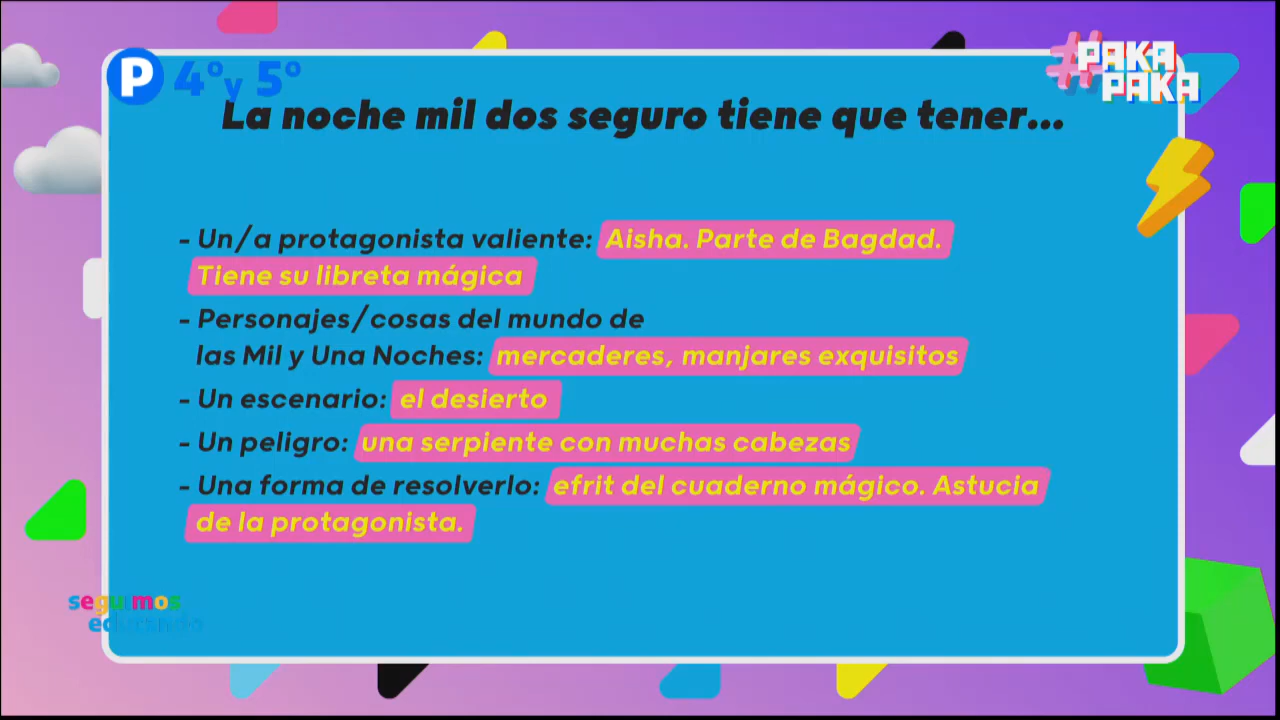 P 4º y 5º
#PAKA
PAKA
La noche mil dos seguro tiene que tener...
- Un/a protagonista valiente: Aisha. Parte de Bagdad.
Tiene su libreta mágica
- Personajes/cosas del mundo de
las Mil y Una Noches: mercaderes, manjares exquisitos
- Un escenario: el desierto
- Un peligro: una serpiente con muchas cabezas
- Una forma de resolverlo: efrit del cuaderno mágico. Astucia
de la protagonista.
seguimos
educando